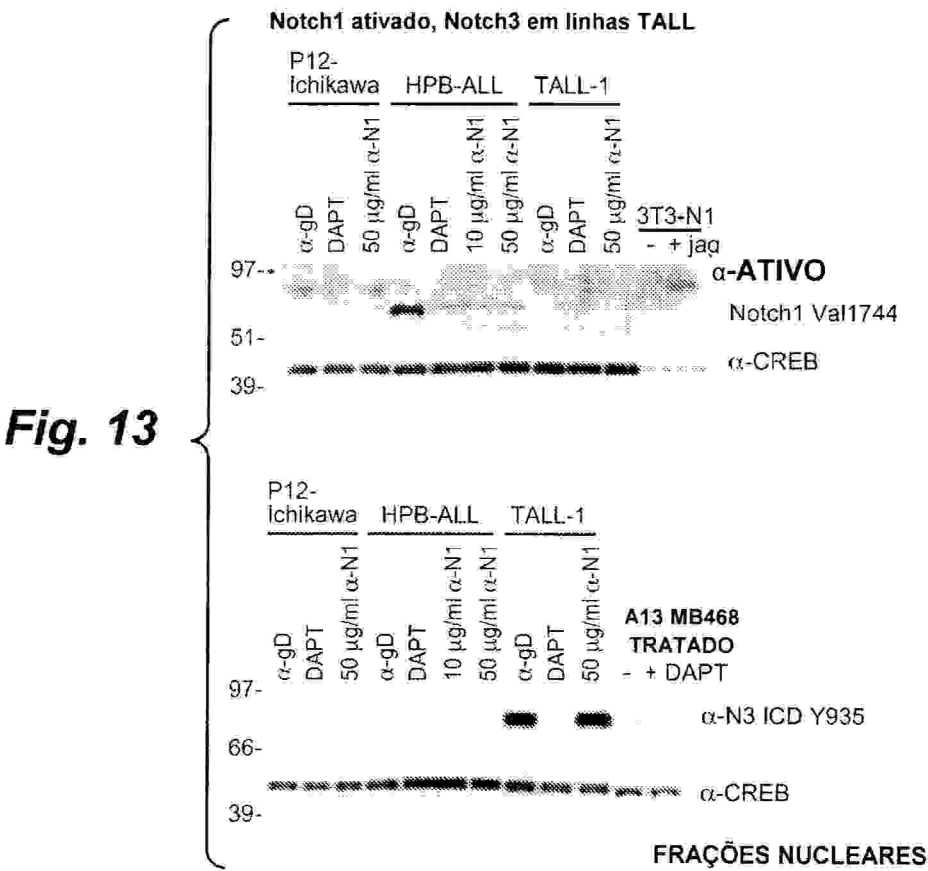 Notch1 ativado, Notch3 em linhas TALL
P12-
Ichikawa
HPB-ALL
TALL-1
α-gD
DAPT
50 µg/ml α-N1
α-gD
DAPT
10 µg/ml α-N1
50 µg/ml α-N1
α-gD
DAPT
50 µg/ml α-N1
3T3-N1
- + jag
97-
α-ATIVO
Notch1 Val1744
51-
α-CREB
39-
Fig. 13
P12-
Ichikawa
HPB-ALL
TALL-1
α-gD
DAPT
50 µg/ml α-N1
α-gD
DAPT
10 µg/ml α-N1
50 µg/ml α-N1
α-gD
DAPT
50 µg/ml α-N1
A13 MB468
TRATADO
- + DAPT
97-
α-N3 ICD Y935
66-
α-CREB
39-
FRAÇÕES NUCLEARES